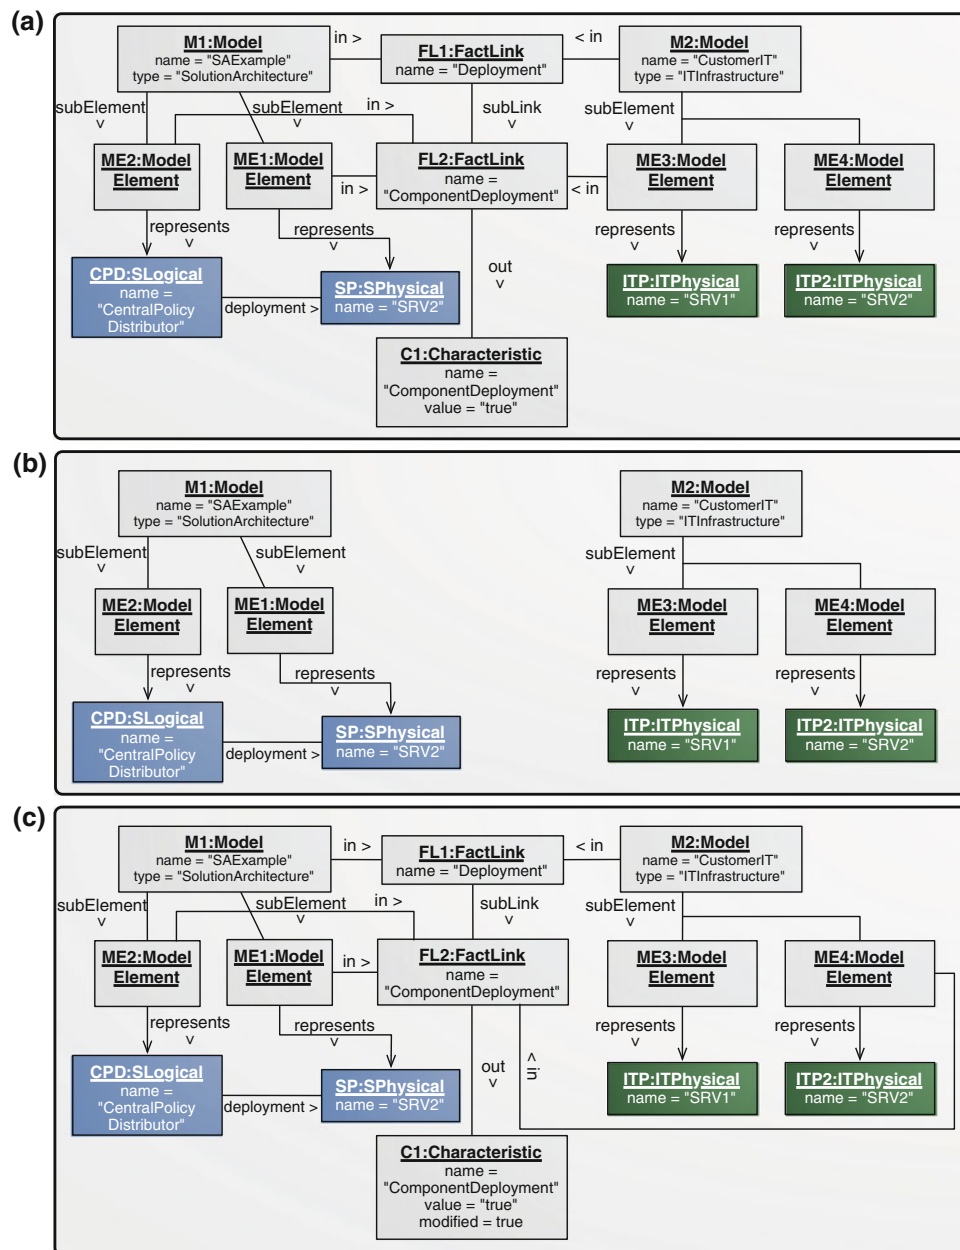 (a)
M1:Model
name = "SAExample"
type = "SolutionArchitecture"
in >
FL1:FactLink
name = "Deployment"
< in
M2:Model
name = "CustomerIT"
type = "ITInfrastructure"
subElement
v
subElement
v
in >
subLink
v
subElement
v
ME2:Model
Element
ME1:Model
Element
in >
FL2:FactLink
name =
"ComponentDeployment"
< in
ME3:Model
Element
ME4:Model
Element
represents
v
represents
v
out
v
represents
v
represents
v
CPD:SLogical
name =
"CentralPolicy
Distributor"
deployment >
SP:SPhysical
name = "SRV2"
ITP:ITPhysical
name = "SRV1"
ITP2:ITPhysical
name = "SRV2"
C1:Characteristic
name =
"ComponentDeployment"
value = "true"
(b)
M1:Model
name = "SAExample"
type = "SolutionArchitecture"
M2:Model
name = "CustomerIT"
type = "ITInfrastructure"
subElement
v
subElement
v
subElement
v
ME2:Model
Element
ME1:Model
Element
ME3:Model
Element
ME4:Model
Element
represents
v
represents
v
represents
v
represents
v
CPD:SLogical
name =
"CentralPolicy
Distributor"
deployment >
SP:SPhysical
name = "SRV2"
ITP:ITPhysical
name = "SRV1"
ITP2:ITPhysical
name = "SRV2"
(c)
M1:Model
name = "SAExample"
type = "SolutionArchitecture"
in >
FL1:FactLink
name = "Deployment"
< in
M2:Model
name = "CustomerIT"
type = "ITInfrastructure"
subElement
v
subElement
v
in >
subLink
v
subElement
v
ME2:Model
Element
ME1:Model
Element
in >
FL2:FactLink
name =
"ComponentDeployment"
ME3:Model
Element
ME4:Model
Element
represents
v
represents
v
out
v
< in
represents
v
represents
v
CPD:SLogical
name =
"CentralPolicy
Distributor"
deployment >
SP:SPhysical
name = "SRV2"
ITP:ITPhysical
name = "SRV1"
ITP2:ITPhysical
name = "SRV2"
C1:Characteristic
name =
"ComponentDeployment"
value = "true"
modified = true